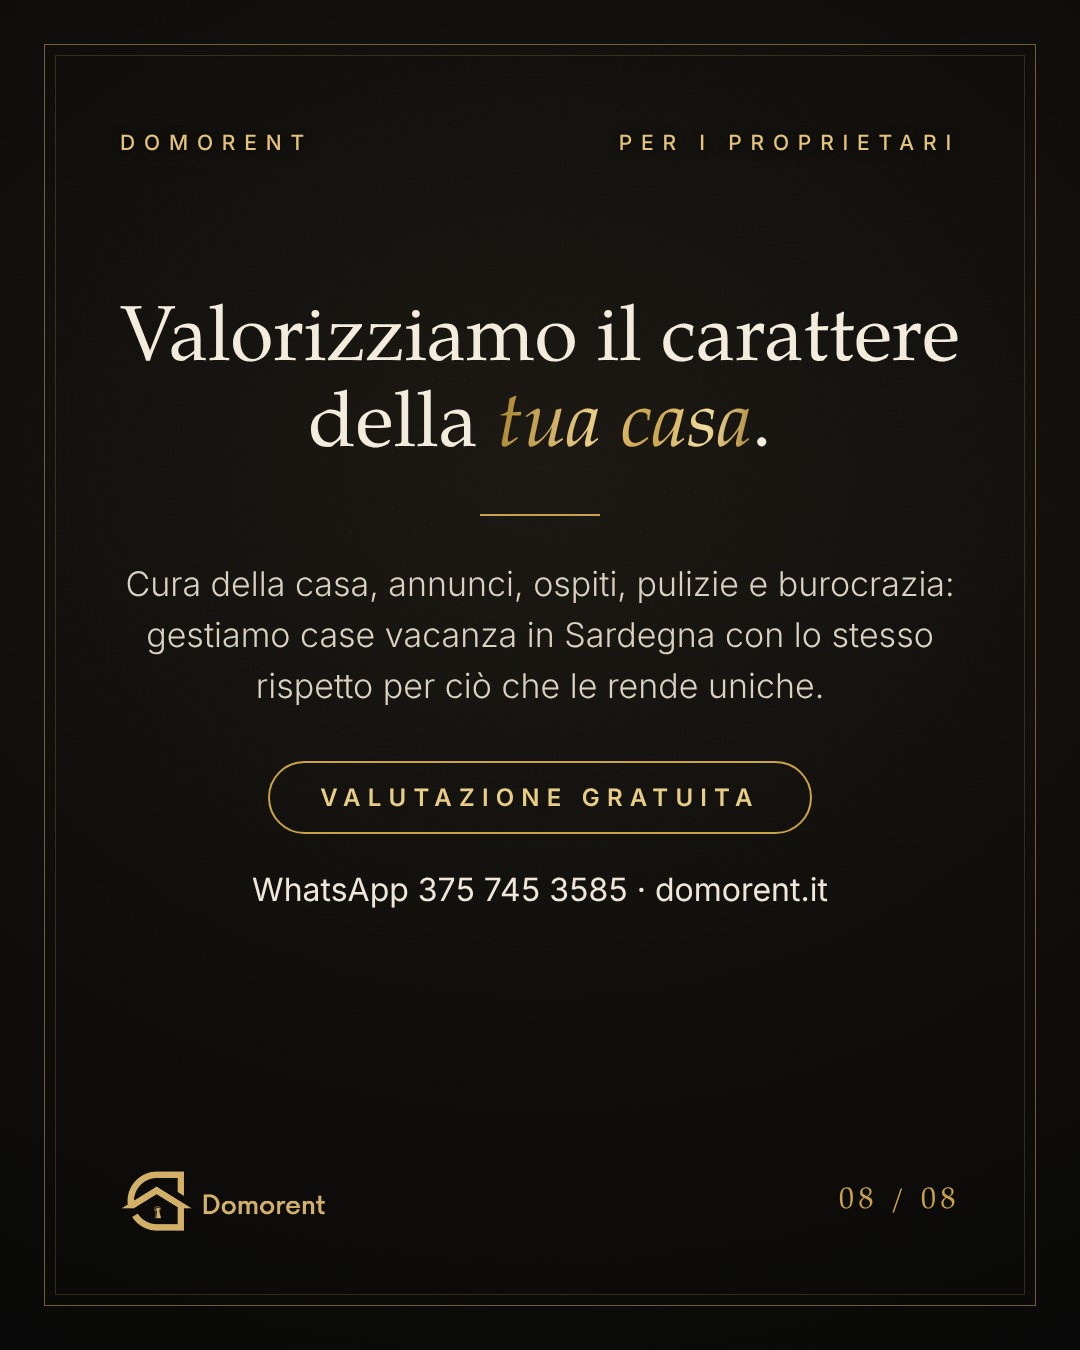 DOMORENT
PER I PROPRIETARI
Valorizziamo il carattere
della tua casa.
Cura della casa, annunci, ospiti, pulizie e burocrazia:
gestiamo case vacanza in Sardegna con lo stesso
rispetto per ciò che le rende uniche.
VALUTAZIONE GRATUITA
WhatsApp 375 745 3585 · domorent.it
Domorent
08 / 08